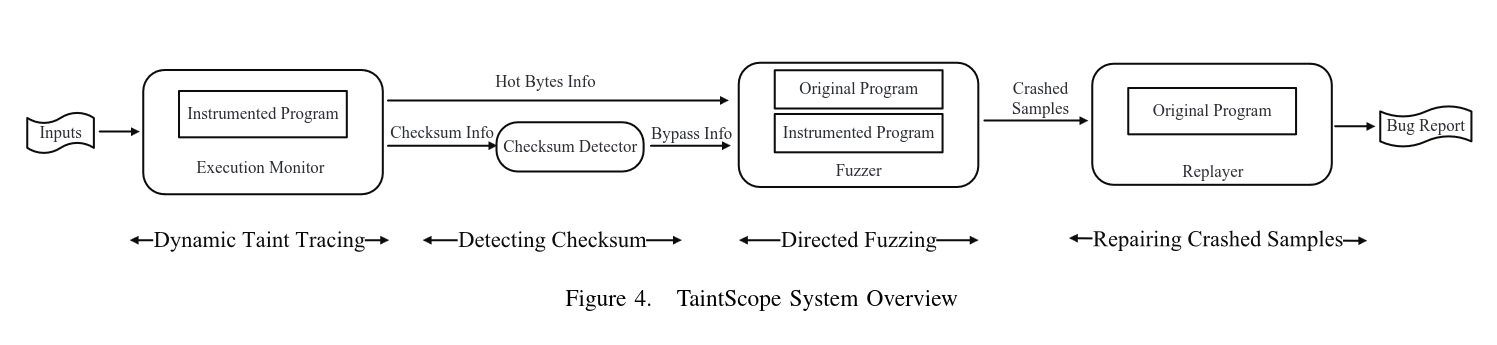 Inputs
Instrumented Program
Execution Monitor
Hot Bytes Info
Checksum Info
Checksum Detector
Bypass Info
Original Program
Instrumented Program
Fuzzer
Crashed
Samples
Original Program
Replayer
Bug Report
Dynamic Taint Tracing
Detecting Checksum
Directed Fuzzing
Repairing Crashed Samples
Figure 4. TaintScope System Overview